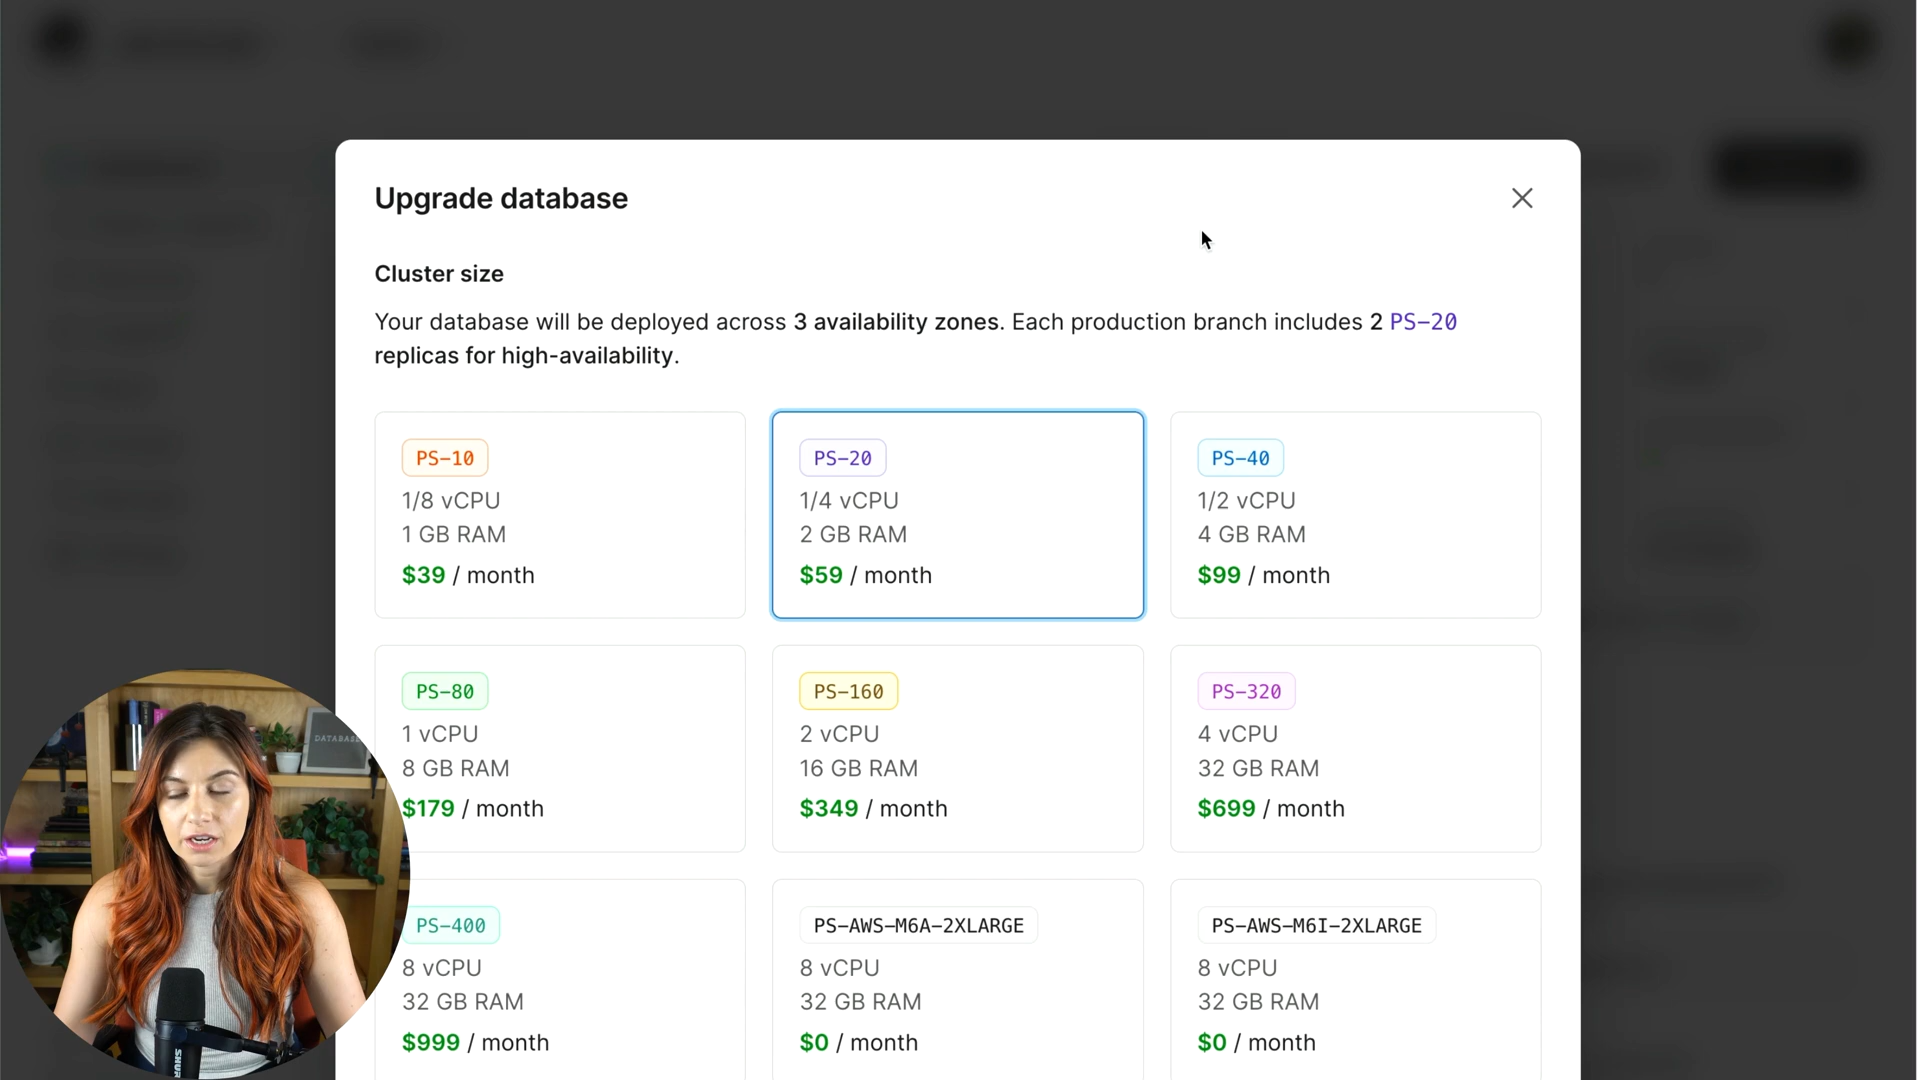 Upgrade database
Cluster size
Your database will be deployed across 3 availability zones. Each production branch includes 2 PS-20
replicas for high-availability.
PS-10
1/8 vCPU
1 GB RAM
$39 / month
PS-20
1/4 vCPU
2 GB RAM
$59 / month
PS-40
1/2 vCPU
4 GB RAM
$99 / month
PS-80
1 vCPU
8 GB RAM
$179 / month
PS-160
2 vCPU
16 GB RAM
$349 / month
PS-320
4 vCPU
32 GB RAM
$699 / month
PS-400
8 vCPU
32 GB RAM
$999 / month
PS-AWS-M6A-2XLARGE
8 vCPU
32 GB RAM
$0 / month
PS-AWS-M6I-2XLARGE
8 vCPU
32 GB RAM
$0 / month
DATABAS
SHUR